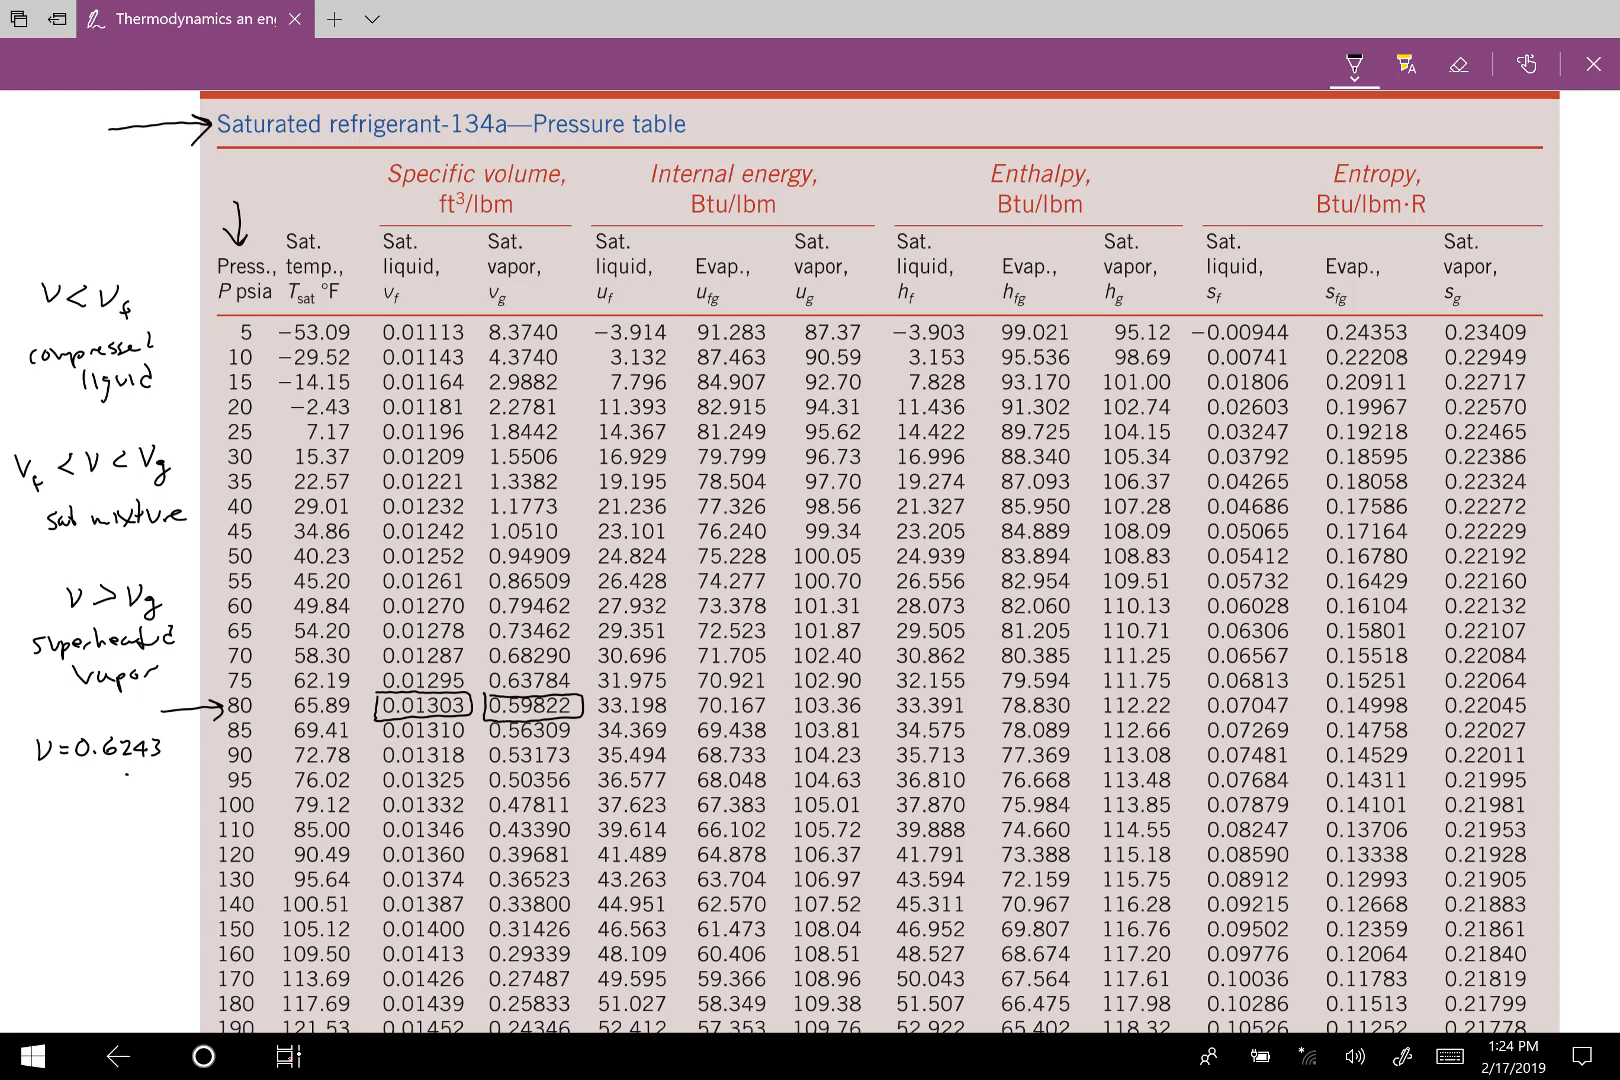 Thermodynamics an en
Saturated refrigerant-134a—Pressure table
Specific volume, Internal energy, Enthalpy, Entropy,
ft³/lbm Btu/lbm Btu/lbm Btu/lbm·R
Sat. Sat. Sat. Sat. Sat. Sat. Sat. Sat. Sat.
Press., temp., liquid, vapor, liquid, Evap., vapor, liquid, Evap., vapor, liquid, Evap., vapor,
P psia Tsat °F vf vg uf ufg ug hf hfg hg sf sfg sg
5 −53.09 0.01113 8.3740 −3.914 91.283 87.37 −3.903 99.021 95.12 −0.00944 0.24353 0.23409
10 −29.52 0.01143 4.3740 3.132 87.463 90.59 3.153 95.536 98.69 0.00741 0.22208 0.22949
15 −14.15 0.01164 2.9882 7.796 84.907 92.70 7.828 93.170 101.00 0.01806 0.20911 0.22717
20 −2.43 0.01181 2.2781 11.393 82.915 94.31 11.436 91.302 102.74 0.02603 0.19967 0.22570
25 7.17 0.01196 1.8442 14.367 81.249 95.62 14.422 89.725 104.15 0.03247 0.19218 0.22465
30 15.37 0.01209 1.5506 16.929 79.799 96.73 16.996 88.340 105.34 0.03792 0.18595 0.22386
35 22.57 0.01221 1.3382 19.195 78.504 97.70 19.274 87.093 106.37 0.04265 0.18058 0.22324
40 29.01 0.01232 1.1773 21.236 77.326 98.56 21.327 85.950 107.28 0.04686 0.17586 0.22272
45 34.86 0.01242 1.0510 23.101 76.240 99.34 23.205 84.889 108.09 0.05065 0.17164 0.22229
50 40.23 0.01252 0.94909 24.824 75.228 100.05 24.939 83.894 108.83 0.05412 0.16780 0.22192
55 45.20 0.01261 0.86509 26.428 74.277 100.70 26.556 82.954 109.51 0.05732 0.16429 0.22160
60 49.84 0.01270 0.79462 27.932 73.378 101.31 28.073 82.060 110.13 0.06028 0.16104 0.22132
65 54.20 0.01278 0.73462 29.351 72.523 101.87 29.505 81.205 110.71 0.06306 0.15801 0.22107
70 58.30 0.01287 0.68290 30.696 71.705 102.40 30.862 80.385 111.25 0.06567 0.15518 0.22084
75 62.19 0.01295 0.63784 31.975 70.921 102.90 32.155 79.594 111.75 0.06813 0.15251 0.22064
80 65.89 0.01303 0.59822 33.198 70.167 103.36 33.391 78.830 112.22 0.07047 0.14998 0.22045
85 69.41 0.01310 0.56309 34.369 69.438 103.81 34.575 78.089 112.66 0.07269 0.14758 0.22027
90 72.78 0.01318 0.53173 35.494 68.733 104.23 35.713 77.369 113.08 0.07481 0.14529 0.22011
95 76.02 0.01325 0.50356 36.577 68.048 104.63 36.810 76.668 113.48 0.07684 0.14311 0.21995
100 79.12 0.01332 0.47811 37.623 67.383 105.01 37.870 75.984 113.85 0.07879 0.14101 0.21981
110 85.00 0.01346 0.43390 39.614 66.102 105.72 39.888 74.660 114.55 0.08247 0.13706 0.21953
120 90.49 0.01360 0.39681 41.489 64.878 106.37 41.791 73.388 115.18 0.08590 0.13338 0.21928
130 95.64 0.01374 0.36523 43.263 63.704 106.97 43.594 72.159 115.75 0.08912 0.12993 0.21905
140 100.51 0.01387 0.33800 44.951 62.570 107.52 45.311 70.967 116.28 0.09215 0.12668 0.21883
150 105.12 0.01400 0.31426 46.563 61.473 108.04 46.952 69.807 116.76 0.09502 0.12359 0.21861
160 109.50 0.01413 0.29339 48.109 60.406 108.51 48.527 68.674 117.20 0.09776 0.12064 0.21840
170 113.69 0.01426 0.27487 49.595 59.366 108.96 50.043 67.564 117.61 0.10036 0.11783 0.21819
180 117.69 0.01439 0.25833 51.027 58.349 109.38 51.507 66.475 117.98 0.10286 0.11513 0.21799
190 121.53 0.01452 0.24346 52.412 57.353 109.76 52.922 65.402 118.32 0.10526 0.11252 0.21778
v < vf
compressed
liquid
vf < v < vg
sat mixture
v > vg
superheated
vapor
v = 0.6243
1:24 PM
2/17/2019